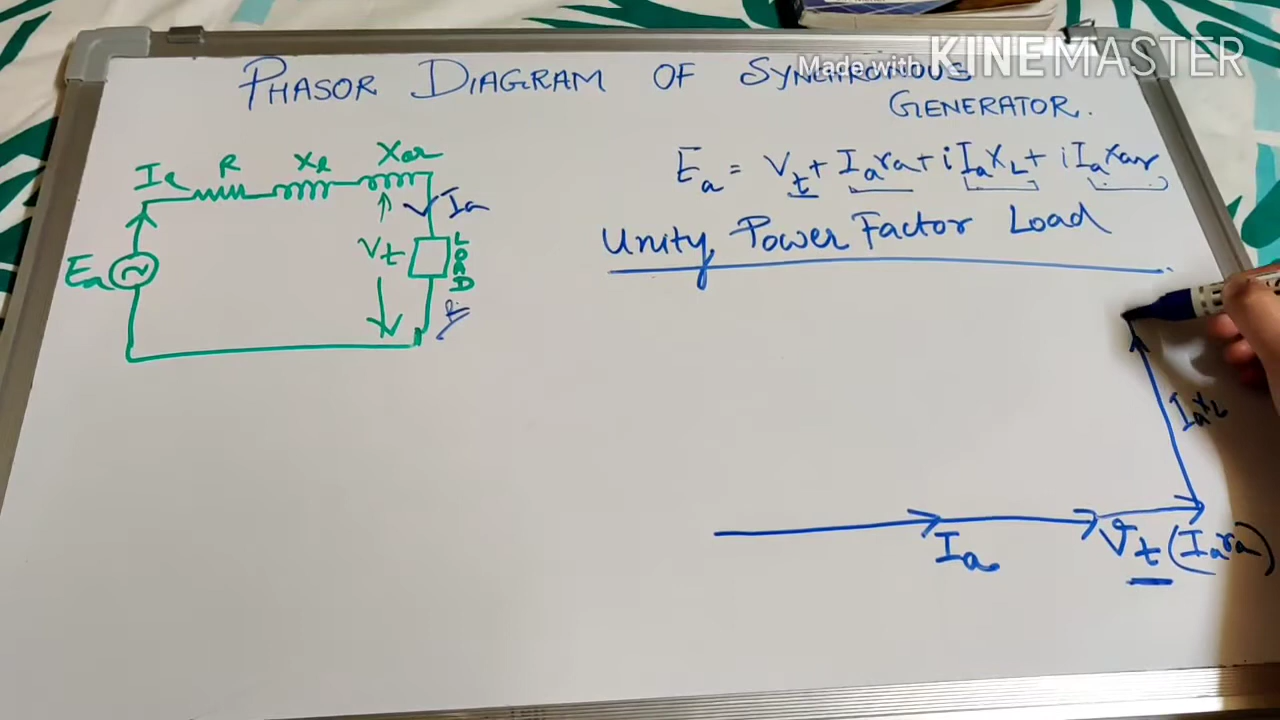 Made with KINEMASTER
PHASOR DIAGRAM OF SYNCHRONOUS
GENERATOR.
Ea = Vt + Iara + iIaXL + iIaXar
Unity Power Factor Load
Ia R Xl Xar
Ia
Ea
Vt
LOAD
IaXL
Ia
Vt (Iara)